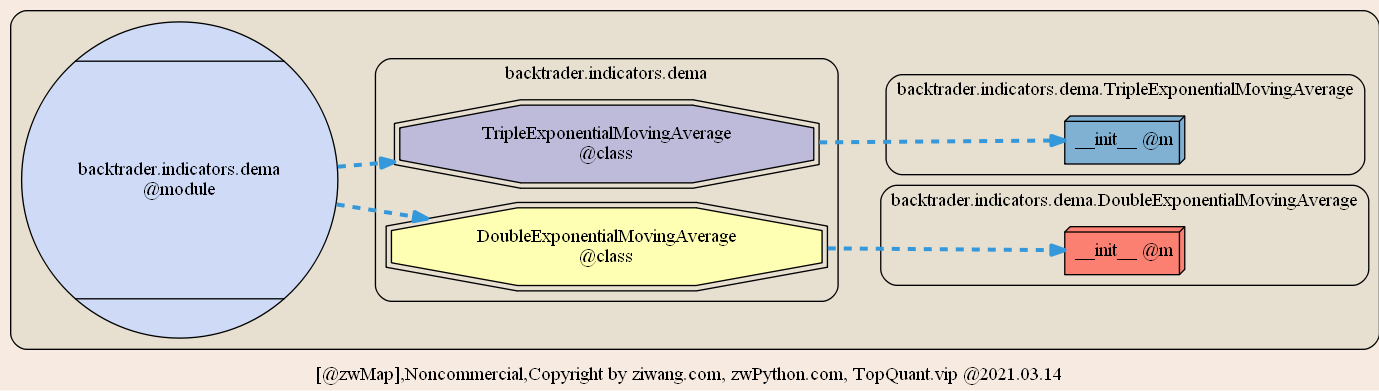 backtrader.indicators.dema
@module
backtrader.indicators.dema
TripleExponentialMovingAverage
@class
DoubleExponentialMovingAverage
@class
backtrader.indicators.dema.TripleExponentialMovingAverage
__init__ @m
backtrader.indicators.dema.DoubleExponentialMovingAverage
__init__ @m
[@zwMap],Noncommercial,Copyright by ziwang.com, zwPython.com, TopQuant.vip @2021.03.14